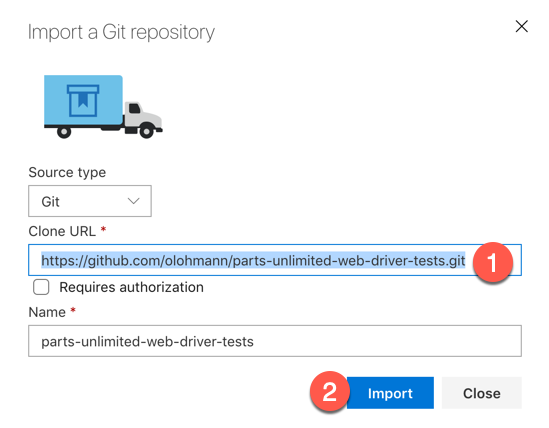 Import a Git repository
Source type
Git
Clone URL *
https://github.com/olohmann/parts-unlimited-web-driver-tests.git
1
Requires authorization
Name *
parts-unlimited-web-driver-tests
2
Import
Close